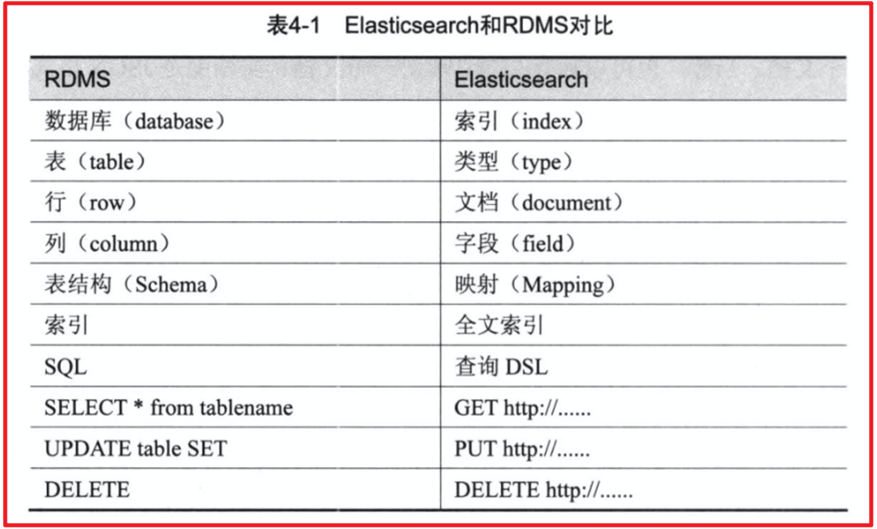 表4-1 Elasticsearch和RDMS对比
RDMS Elasticsearch
数据库（database） 索引（index）
表（table） 类型（type）
行（row） 文档（document）
列（column） 字段（field）
表结构（Schema） 映射（Mapping）
索引 全文索引
SQL 查询 DSL
SELECT * from tablename GET http://......
UPDATE table SET PUT http://......
DELETE DELETE http://......